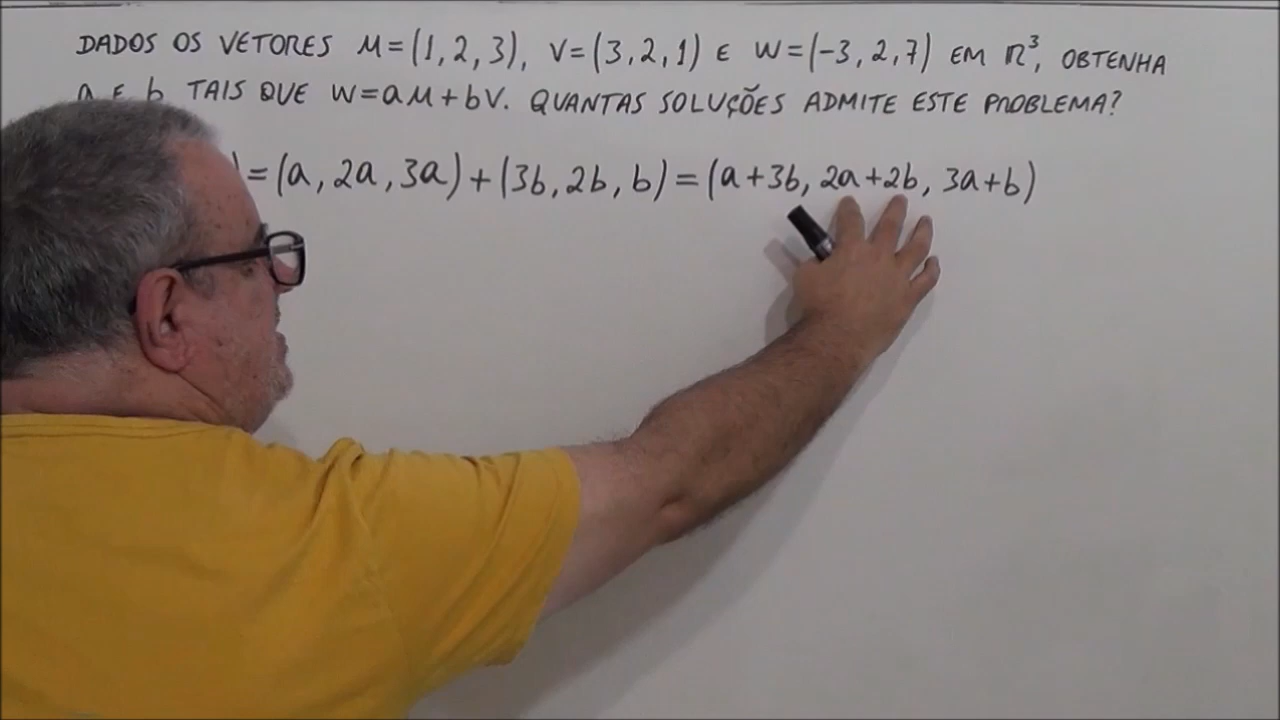 DADOS OS VETORES u=(1,2,3), V=(3,2,1) E W=(-3,2,7) EM ℝ³, OBTENHA
a E b TAIS QUE W=au+bV. QUANTAS SOLUÇÕES ADMITE ESTE PROBLEMA?
)=(a, 2a, 3a)+(3b, 2b, b)=(a+3b, 2a+2b, 3a+b)